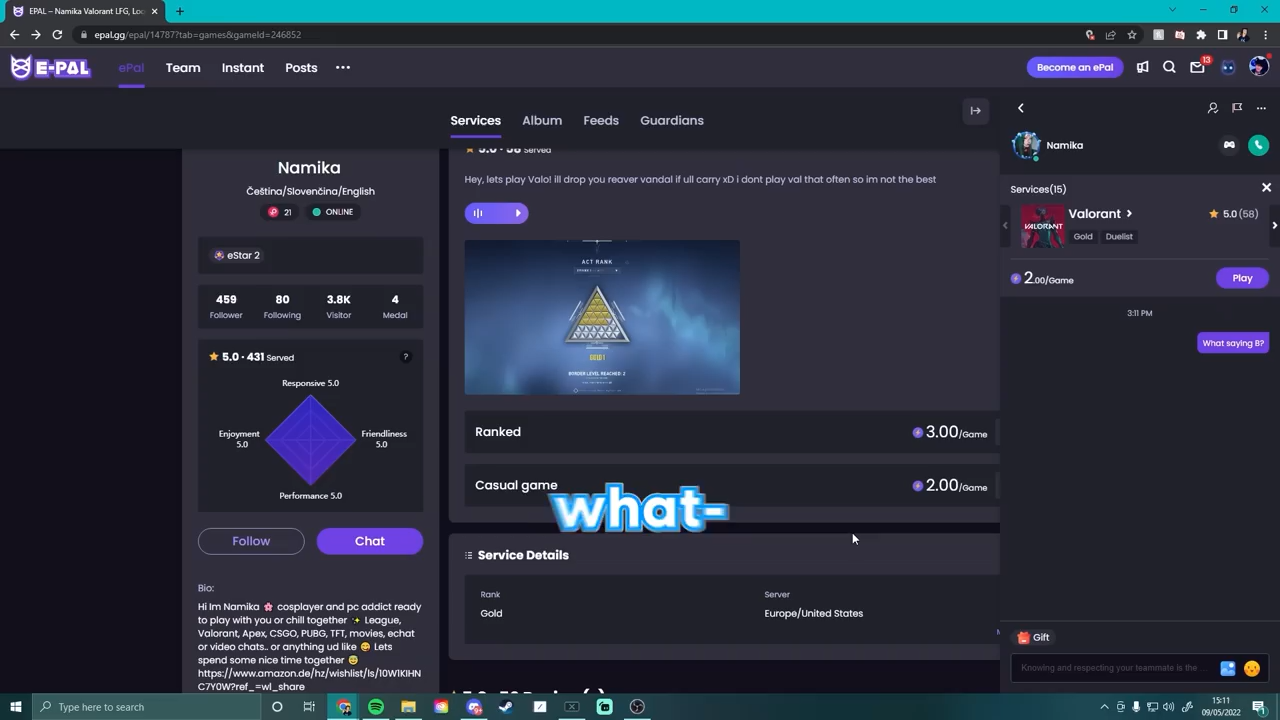 EPAL – Namika Valorant LFG, Loo
epal.gg/epal/14787?tab=games&gameId=246852
E-PAL
ePal
Team
Instant
Posts
Become an ePal
13
Services
Album
Feeds
Guardians
Namika
Čeština/Slovenčina/English
21
ONLINE
eStar 2
459
80
3.8K
4
Follower
Following
Visitor
Medal
5.0 · 431 Served
?
Responsive 5.0
Enjoyment
5.0
Friendliness
5.0
Performance 5.0
Follow
Chat
Bio:
Hi Im Namika 🌸 cosplayer and pc addict ready
to play with you or chill together ✨ League,
Valorant, Apex, CSGO, PUBG, TFT, movies, echat
or video chats.. or anything ud like 😋 Lets
spend some nice time together 😊
https://www.amazon.de/hz/wishlist/ls/10W1KIHN
C7Y0W?ref_=wl_share
5.0 · 58 Served
Hey, lets play Valo! ill drop you reaver vandal if ull carry xD i dont play val that often so im not the best
ACT RANK
GOLD 1
BORDER LEVEL REACHED: 2
Ranked
3.00/Game
Casual game
2.00/Game
what-
Service Details
Rank
Server
Gold
Europe/United States
Namika
Services(15)
VALORANT
Valorant
5.0 (58)
Gold
Duelist
2.00/Game
Play
3:11 PM
What saying B?
Gift
Knowing and respecting your teammate is the ...
Type here to search
15:11
09/05/2022